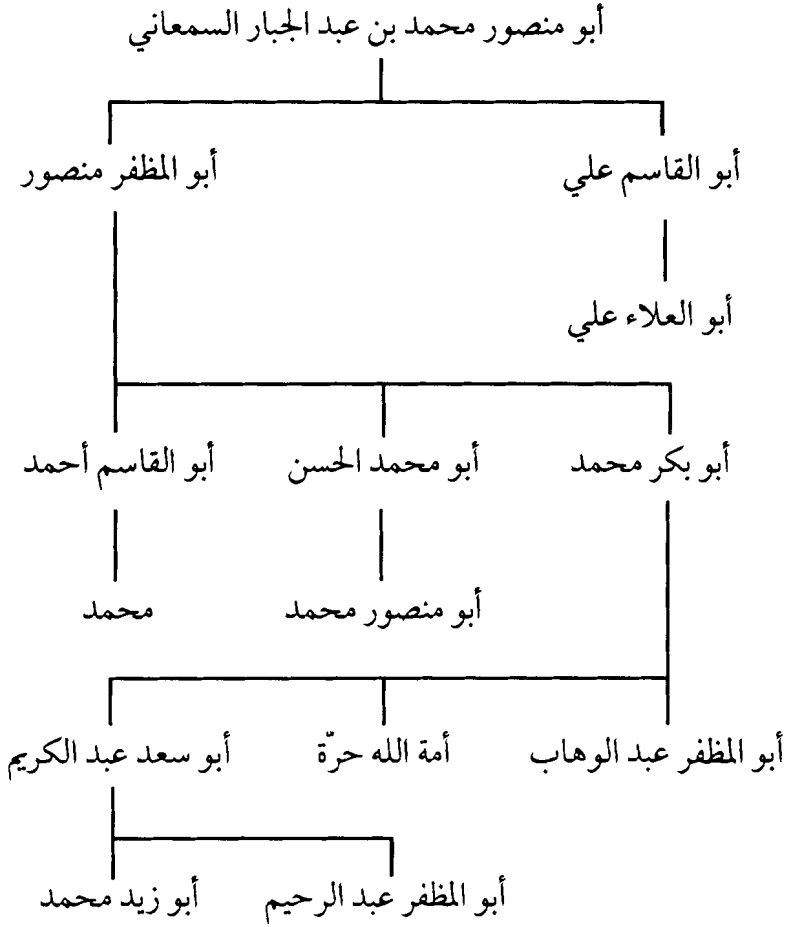 أبو منصور محمد بن عبد الجبار السمعاني
أبو القاسم علي
أبو المظفر منصور
أبو العلاء علي
أبو بكر محمد
أبو محمد الحسن
أبو القاسم أحمد
أبو منصور محمد
محمد
أبو المظفر عبد الوهاب
أمة الله حرّة
أبو سعد عبد الكريم
أبو المظفر عبد الرحيم
أبو زيد محمد